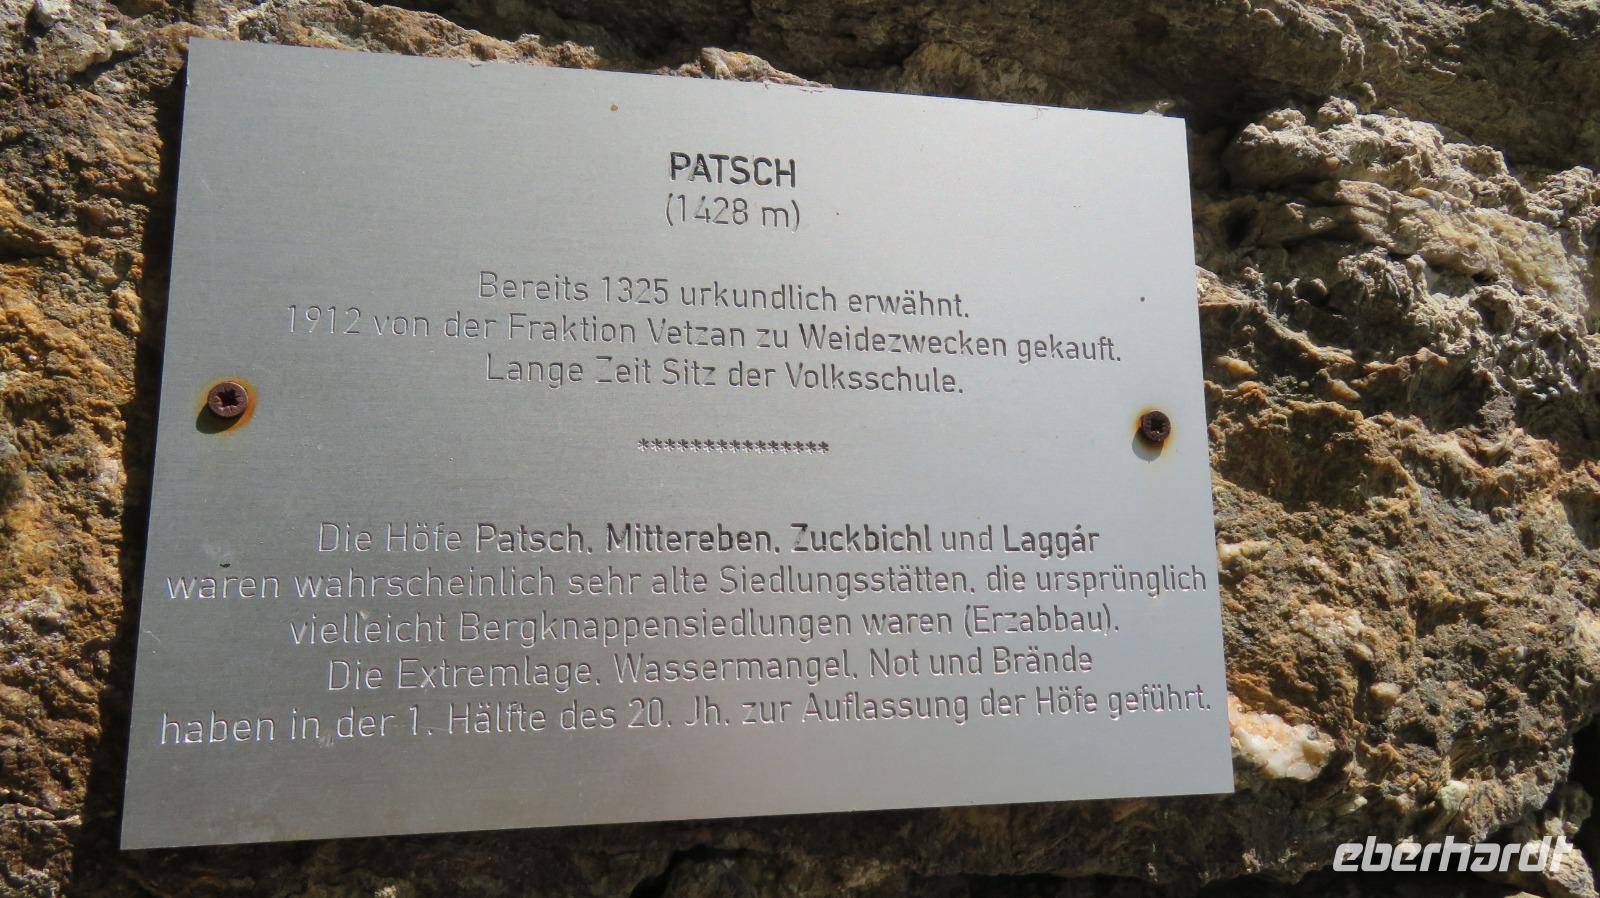 PATSCH
(1428 m)
Bereits 1325 urkundlich erwähnt.
1912 von der Fraktion Vetzan zu Weidezwecken gekauft.
Lange Zeit Sitz der Volksschule.
***************
Die Höfe Patsch, Mittereben, Zuckbichl und Laggár
waren wahrscheinlich sehr alte Siedlungsstätten, die ursprünglich
vielleicht Bergknappensiedlungen waren (Erzabbau).
Die Extremlage, Wassermangel, Not und Brände
haben in der 1. Hälfte des 20. Jh. zur Auflassung der Höfe geführt.
eberhardt